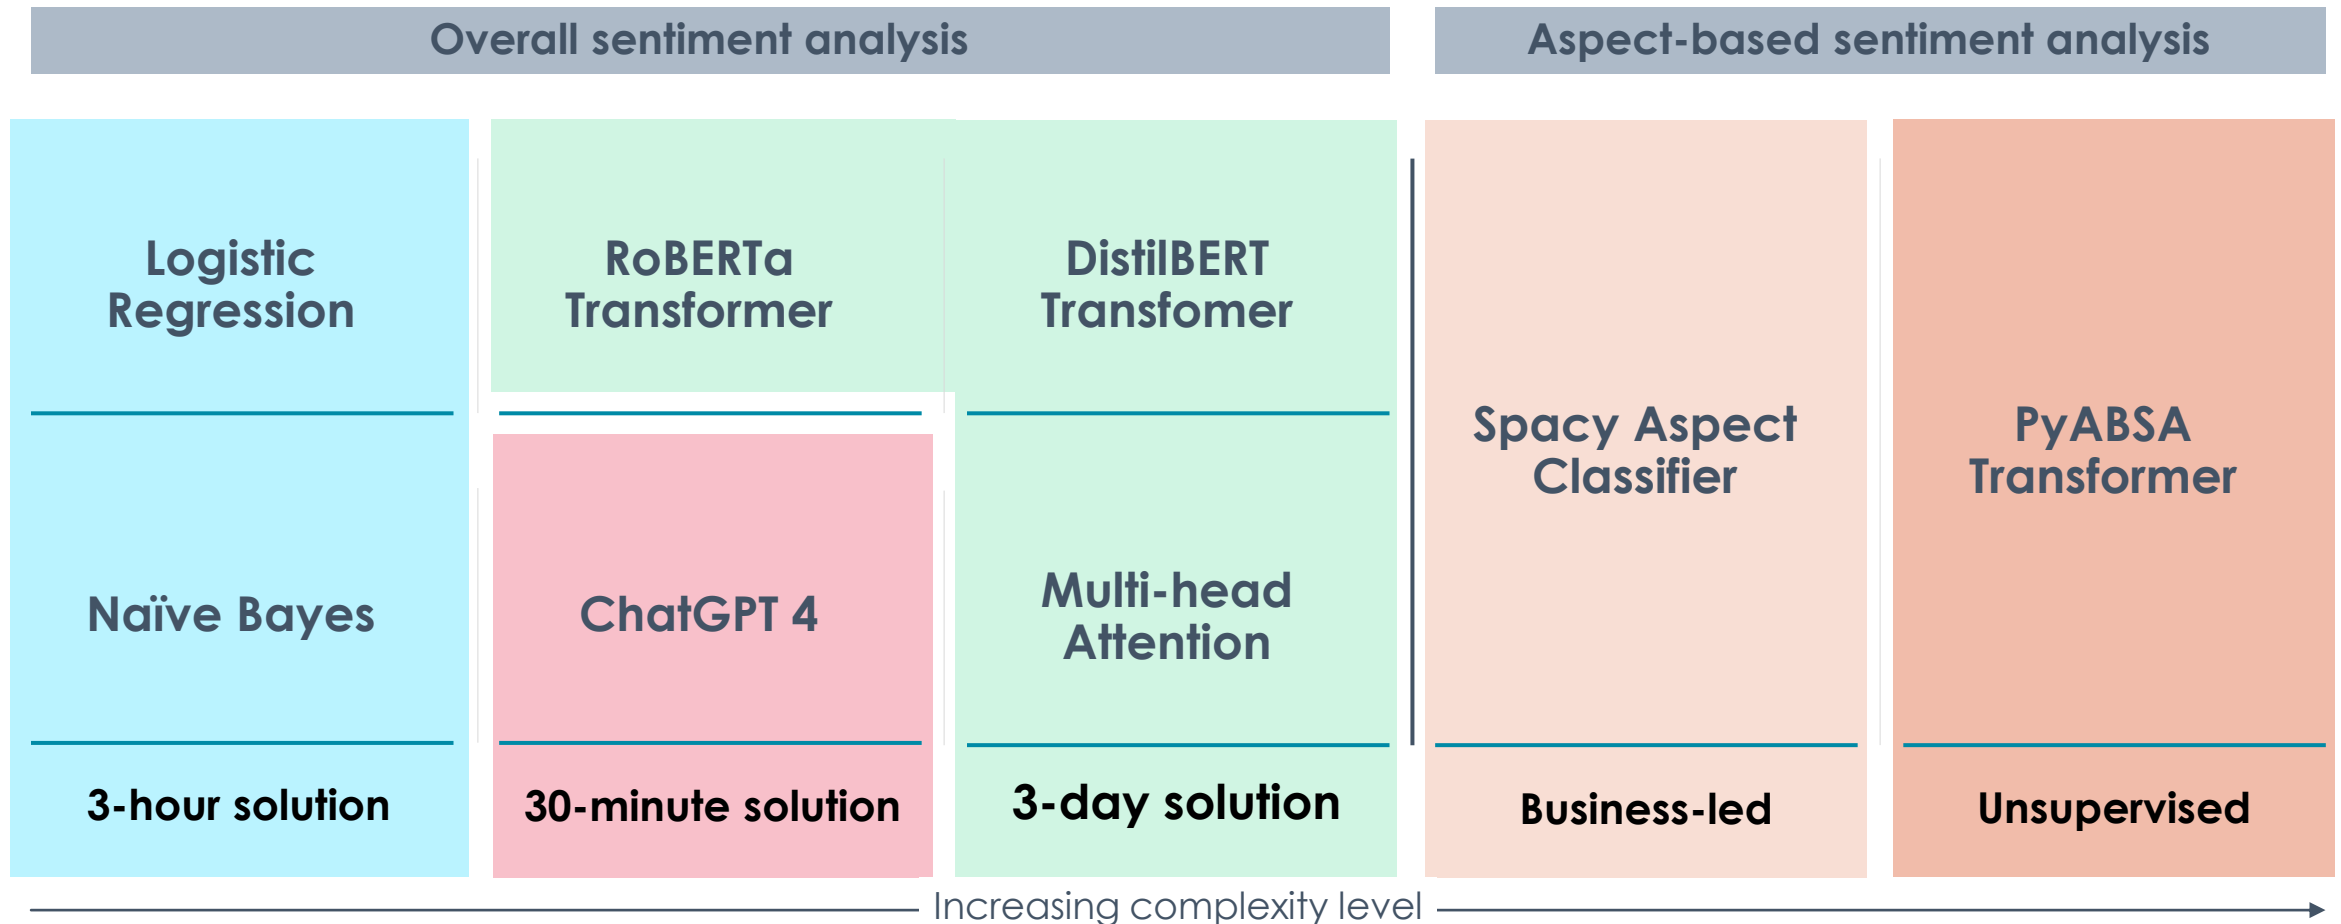 Overall sentiment analysis
Aspect-based sentiment analysis
Logistic
Regression
RoBERTa
Transformer
DistilBERT
Transfomer
Spacy Aspect
Classifier
PyABSA
Transformer
Naïve Bayes
ChatGPT 4
Multi-head
Attention
3-hour solution
30-minute solution
3-day solution
Business-led
Unsupervised
Increasing complexity level